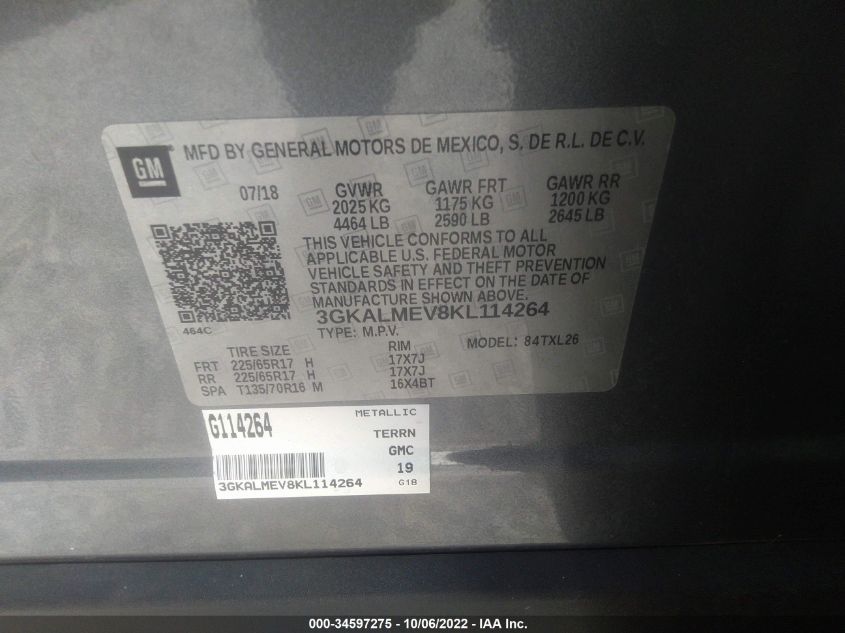 GM
MFD BY GENERAL MOTORS DE MEXICO, S. DE R.L. DE C.V.
07/18 GVWR GAWR FRT GAWR RR
2025 KG 1175 KG 1200 KG
4464 LB 2590 LB 2645 LB
THIS VEHICLE CONFORMS TO ALL
APPLICABLE U.S. FEDERAL MOTOR
VEHICLE SAFETY AND THEFT PREVENTION
STANDARDS IN EFFECT ON THE DATE OF
MANUFACTURE SHOWN ABOVE.
464C
3GKALMEV8KL114264
TYPE: M.P.V. MODEL: 84TXL26
TIRE SIZE RIM
FRT 225/65R17 H 17X7J
RR 225/65R17 H 17X7J
SPA T135/70R16 M 16X4BT
G114264 METALLIC
TERRN
GMC
19
3GKALMEV8KL114264 G18
000-34597275 - 10/06/2022 - IAA Inc.